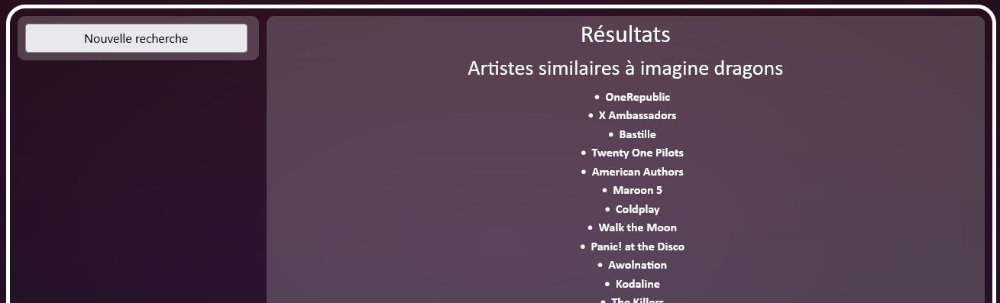 Nouvelle recherche
Résultats
Artistes similaires à imagine dragons
• OneRepublic
• X Ambassadors
• Bastille
• Twenty One Pilots
• American Authors
• Maroon 5
• Coldplay
• Walk the Moon
• Panic! at the Disco
• Awolnation
• Kodaline
• The Killers